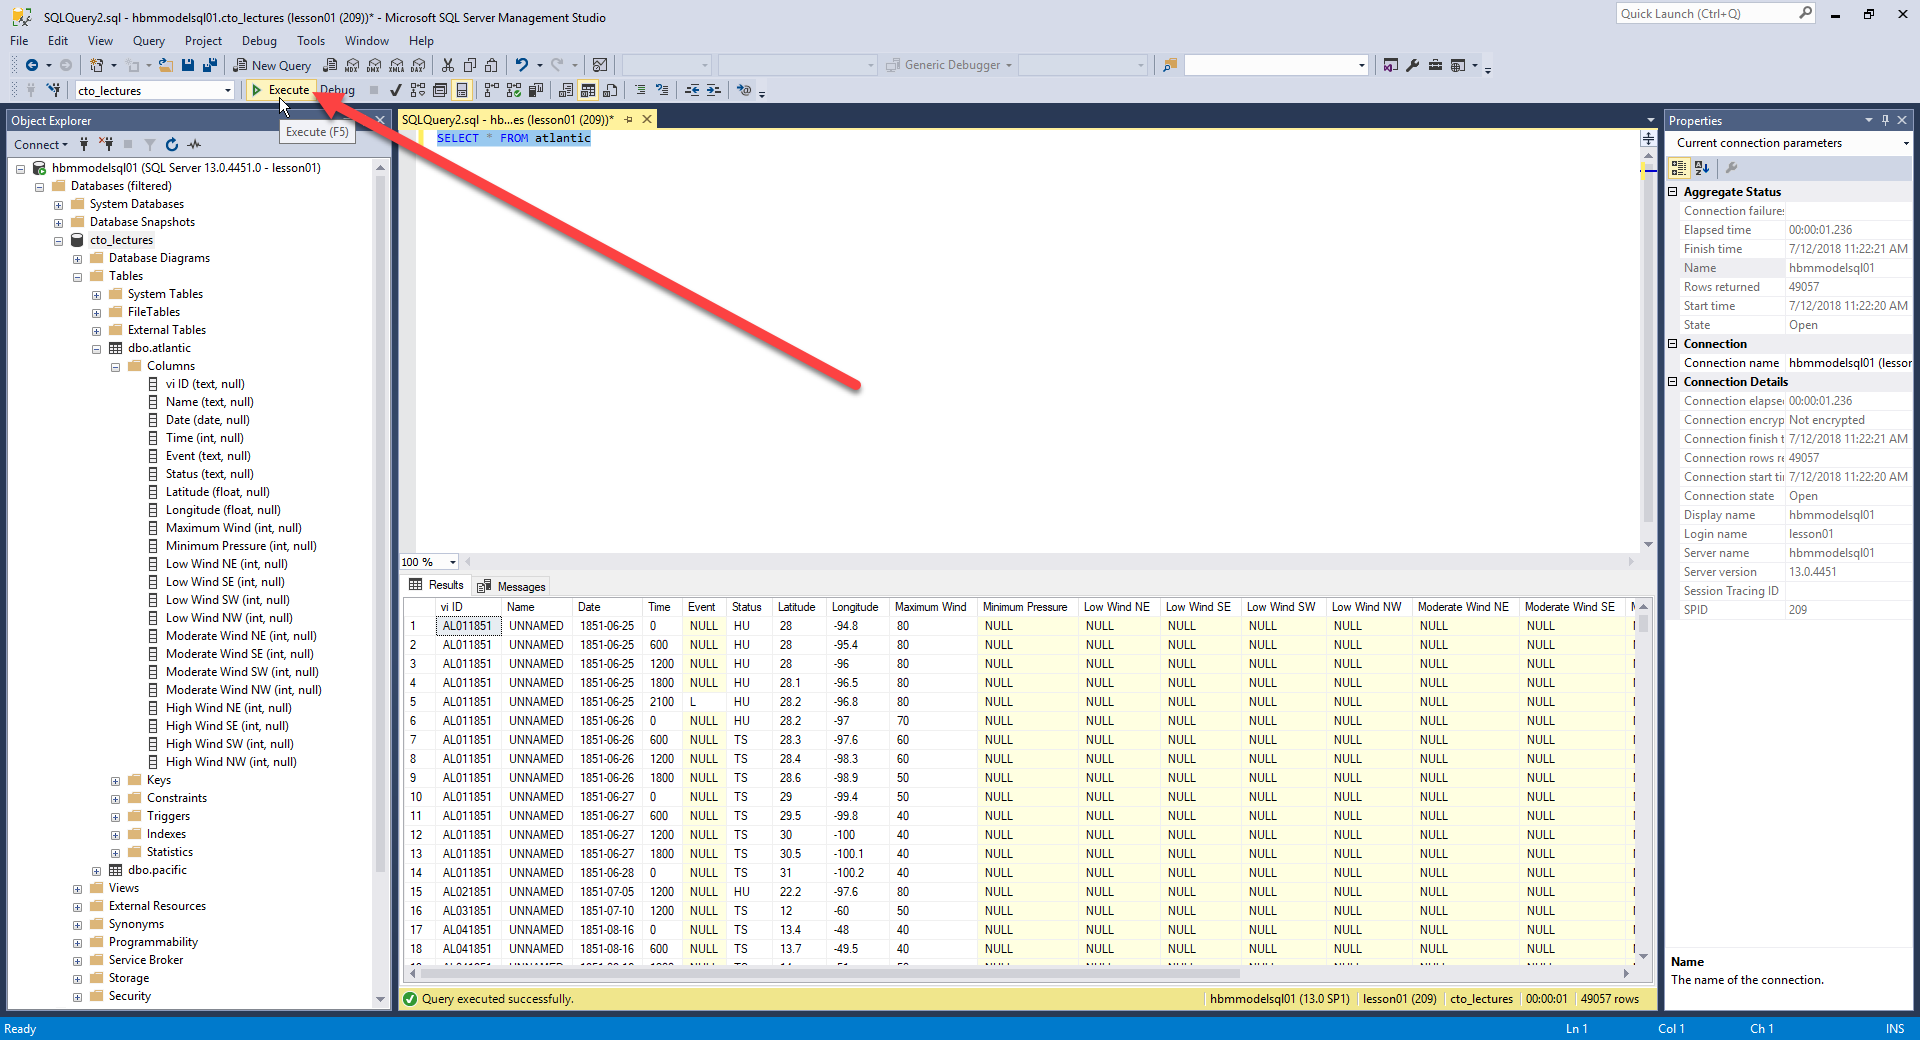 SQLQuery2.sql - hbmmodelsql01.cto_lectures (lesson01 (209))* - Microsoft SQL Server Management Studio
Quick Launch (Ctrl+Q)
File Edit View Query Project Debug Tools Window Help
New Query
MDX DMX XMLA DAX
Generic Debugger
cto_lectures
Execute
Debug
Execute (F5)
Object Explorer
Connect
hbmmodelsql01 (SQL Server 13.0.4451.0 - lesson01)
Databases (filtered)
System Databases
Database Snapshots
cto_lectures
Database Diagrams
Tables
System Tables
FileTables
External Tables
dbo.atlantic
Columns
vi ID (text, null)
Name (text, null)
Date (date, null)
Time (int, null)
Event (text, null)
Status (text, null)
Latitude (float, null)
Longitude (float, null)
Maximum Wind (int, null)
Minimum Pressure (int, null)
Low Wind NE (int, null)
Low Wind SE (int, null)
Low Wind SW (int, null)
Low Wind NW (int, null)
Moderate Wind NE (int, null)
Moderate Wind SE (int, null)
Moderate Wind SW (int, null)
Moderate Wind NW (int, null)
High Wind NE (int, null)
High Wind SE (int, null)
High Wind SW (int, null)
High Wind NW (int, null)
Keys
Constraints
Triggers
Indexes
Statistics
dbo.pacific
Views
External Resources
Synonyms
Programmability
Service Broker
Storage
Security
SQLQuery2.sql - hb...es (lesson01 (209))*
SELECT * FROM atlantic
100 %
Results Messages
vi ID Name Date Time Event Status Latitude Longitude Maximum Wind Minimum Pressure Low Wind NE Low Wind SE Low Wind SW Low Wind NW Moderate Wind NE Moderate Wind SE
1 AL011851 UNNAMED 1851-06-25 0 NULL HU 28 -94.8 80 NULL NULL NULL NULL NULL NULL NULL
2 AL011851 UNNAMED 1851-06-25 600 NULL HU 28 -95.4 80 NULL NULL NULL NULL NULL NULL NULL
3 AL011851 UNNAMED 1851-06-25 1200 NULL HU 28 -96 80 NULL NULL NULL NULL NULL NULL NULL
4 AL011851 UNNAMED 1851-06-25 1800 NULL HU 28.1 -96.5 80 NULL NULL NULL NULL NULL NULL NULL
5 AL011851 UNNAMED 1851-06-25 2100 L HU 28.2 -96.8 80 NULL NULL NULL NULL NULL NULL NULL
6 AL011851 UNNAMED 1851-06-26 0 NULL HU 28.2 -97 70 NULL NULL NULL NULL NULL NULL NULL
7 AL011851 UNNAMED 1851-06-26 600 NULL TS 28.3 -97.6 60 NULL NULL NULL NULL NULL NULL NULL
8 AL011851 UNNAMED 1851-06-26 1200 NULL TS 28.4 -98.3 60 NULL NULL NULL NULL NULL NULL NULL
9 AL011851 UNNAMED 1851-06-26 1800 NULL TS 28.6 -98.9 50 NULL NULL NULL NULL NULL NULL NULL
10 AL011851 UNNAMED 1851-06-27 0 NULL TS 29 -99.4 50 NULL NULL NULL NULL NULL NULL NULL
11 AL011851 UNNAMED 1851-06-27 600 NULL TS 29.5 -99.8 40 NULL NULL NULL NULL NULL NULL NULL
12 AL011851 UNNAMED 1851-06-27 1200 NULL TS 30 -100 40 NULL NULL NULL NULL NULL NULL NULL
13 AL011851 UNNAMED 1851-06-27 1800 NULL TS 30.5 -100.1 40 NULL NULL NULL NULL NULL NULL NULL
14 AL011851 UNNAMED 1851-06-28 0 NULL TS 31 -100.2 40 NULL NULL NULL NULL NULL NULL NULL
15 AL021851 UNNAMED 1851-07-05 1200 NULL HU 22.2 -97.6 80 NULL NULL NULL NULL NULL NULL NULL
16 AL031851 UNNAMED 1851-07-10 1200 NULL TS 12 -60 50 NULL NULL NULL NULL NULL NULL NULL
17 AL041851 UNNAMED 1851-08-16 0 NULL TS 13.4 -48 40 NULL NULL NULL NULL NULL NULL NULL
18 AL041851 UNNAMED 1851-08-16 600 NULL TS 13.7 -49.5 40 NULL NULL NULL NULL NULL NULL NULL
Query executed successfully.
hbmmodelsql01 (13.0 SP1) lesson01 (209) cto_lectures 00:00:01 49057 rows
Properties
Current connection parameters
Aggregate Status
Connection failures
Elapsed time 00:00:01.236
Finish time 7/12/2018 11:22:21 AM
Name hbmmodelsql01
Rows returned 49057
Start time 7/12/2018 11:22:20 AM
State Open
Connection
Connection name hbmmodelsql01 (lesson
Connection Details
Connection elapse 00:00:01.236
Connection encryp Not encrypted
Connection finish t 7/12/2018 11:22:21 AM
Connection rows re 49057
Connection start ti 7/12/2018 11:22:20 AM
Connection state Open
Display name hbmmodelsql01
Login name lesson01
Server name hbmmodelsql01
Server version 13.0.4451
Session Tracing ID
SPID 209
Name
The name of the connection.
Ready
Ln 1 Col 1 Ch 1 INS